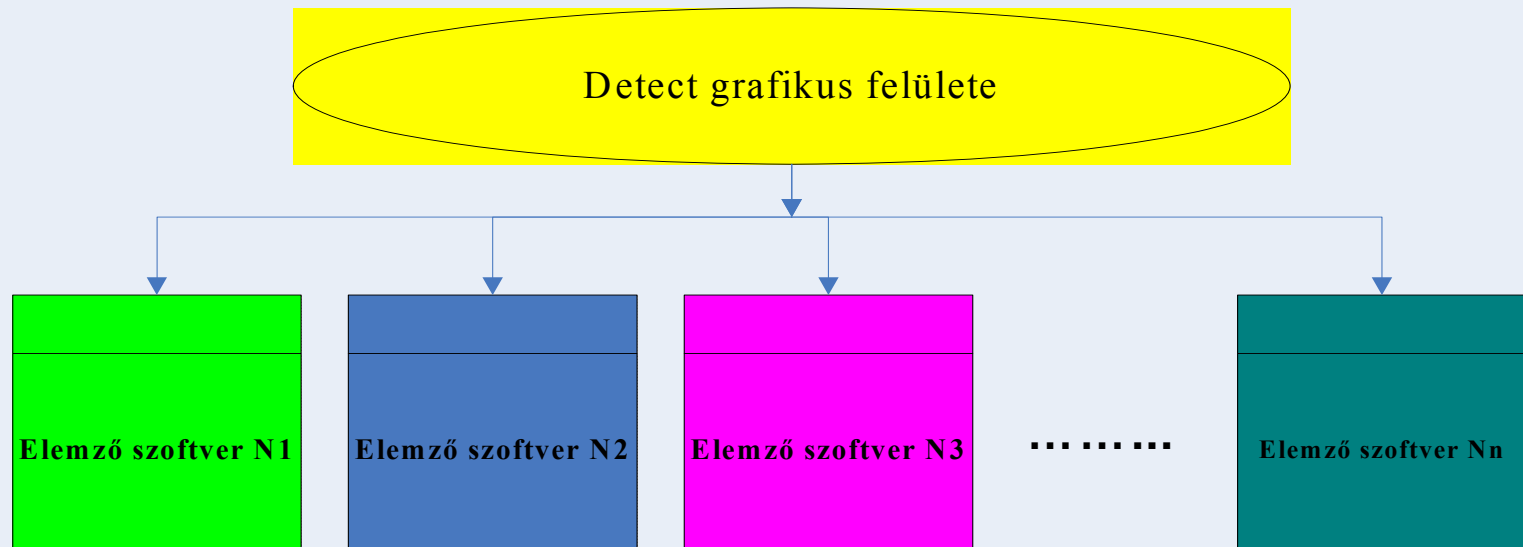 Detect grafikus felülete
Elemző szoftver N1
Elemző szoftver N2
Elemző szoftver N3
………
Elemző szoftver Nn